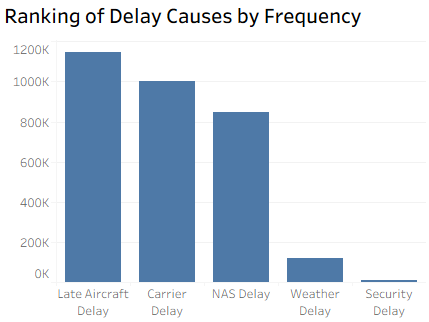 Ranking of Delay Causes by Frequency
1200K
1000K
800K
600K
400K
200K
0K
Late Aircraft
Delay
Carrier
Delay
NAS Delay
Weather
Delay
Security
Delay